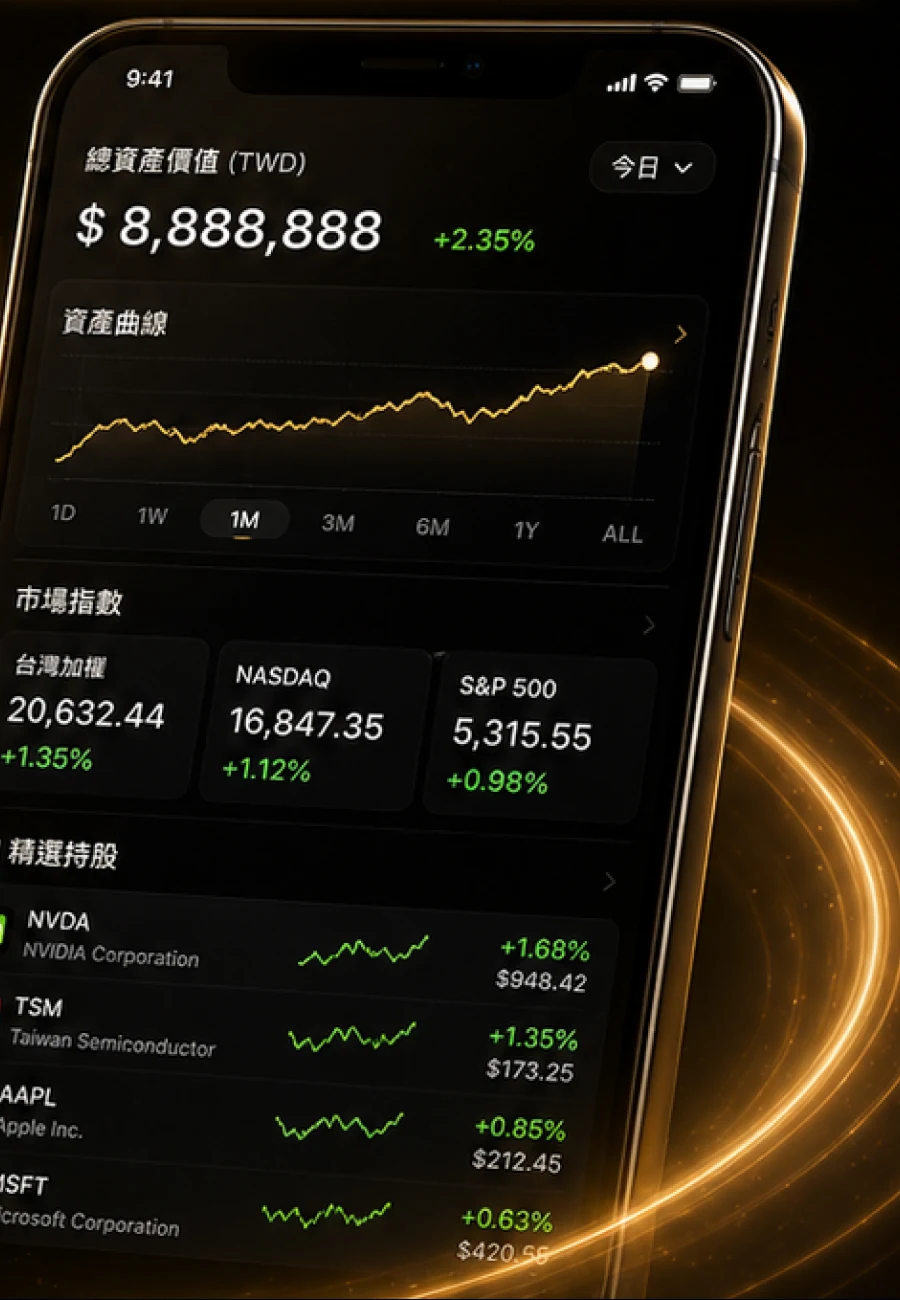 9:41
總資產價值 (TWD)
今日
$ 8,888,888
+2.35%
資產曲線
1D 1W 1M 3M 6M 1Y ALL
市場指數
台灣加權
20,632.44
+1.35%
NASDAQ
16,847.35
+1.12%
S&P 500
5,315.55
+0.98%
精選持股
NVDA
NVIDIA Corporation
+1.68%
$948.42
TSM
Taiwan Semiconductor
+1.35%
$173.25
AAPL
Apple Inc.
+0.85%
$212.45
MSFT
icrosoft Corporation
+0.63%
$420.55